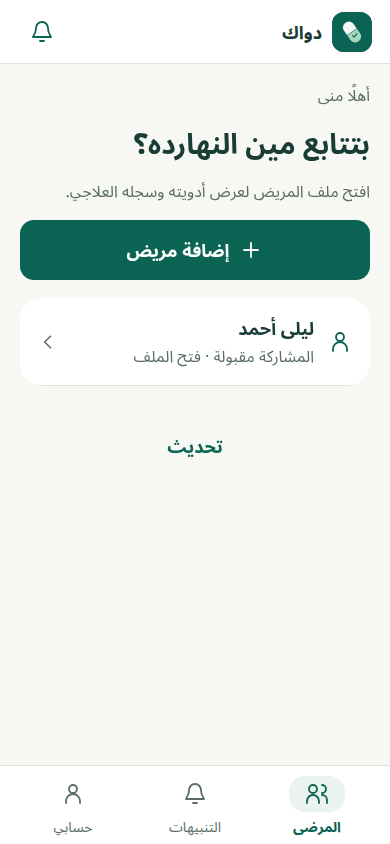 دواك
أهلًا منى
بتتابع مين النهارده؟
افتح ملف المريض لعرض أدويته وسجله العلاجي.
إضافة مريض
ليلى أحمد
المشاركة مقبولة · فتح الملف
تحديث
المرضى
التنبيهات
حسابي